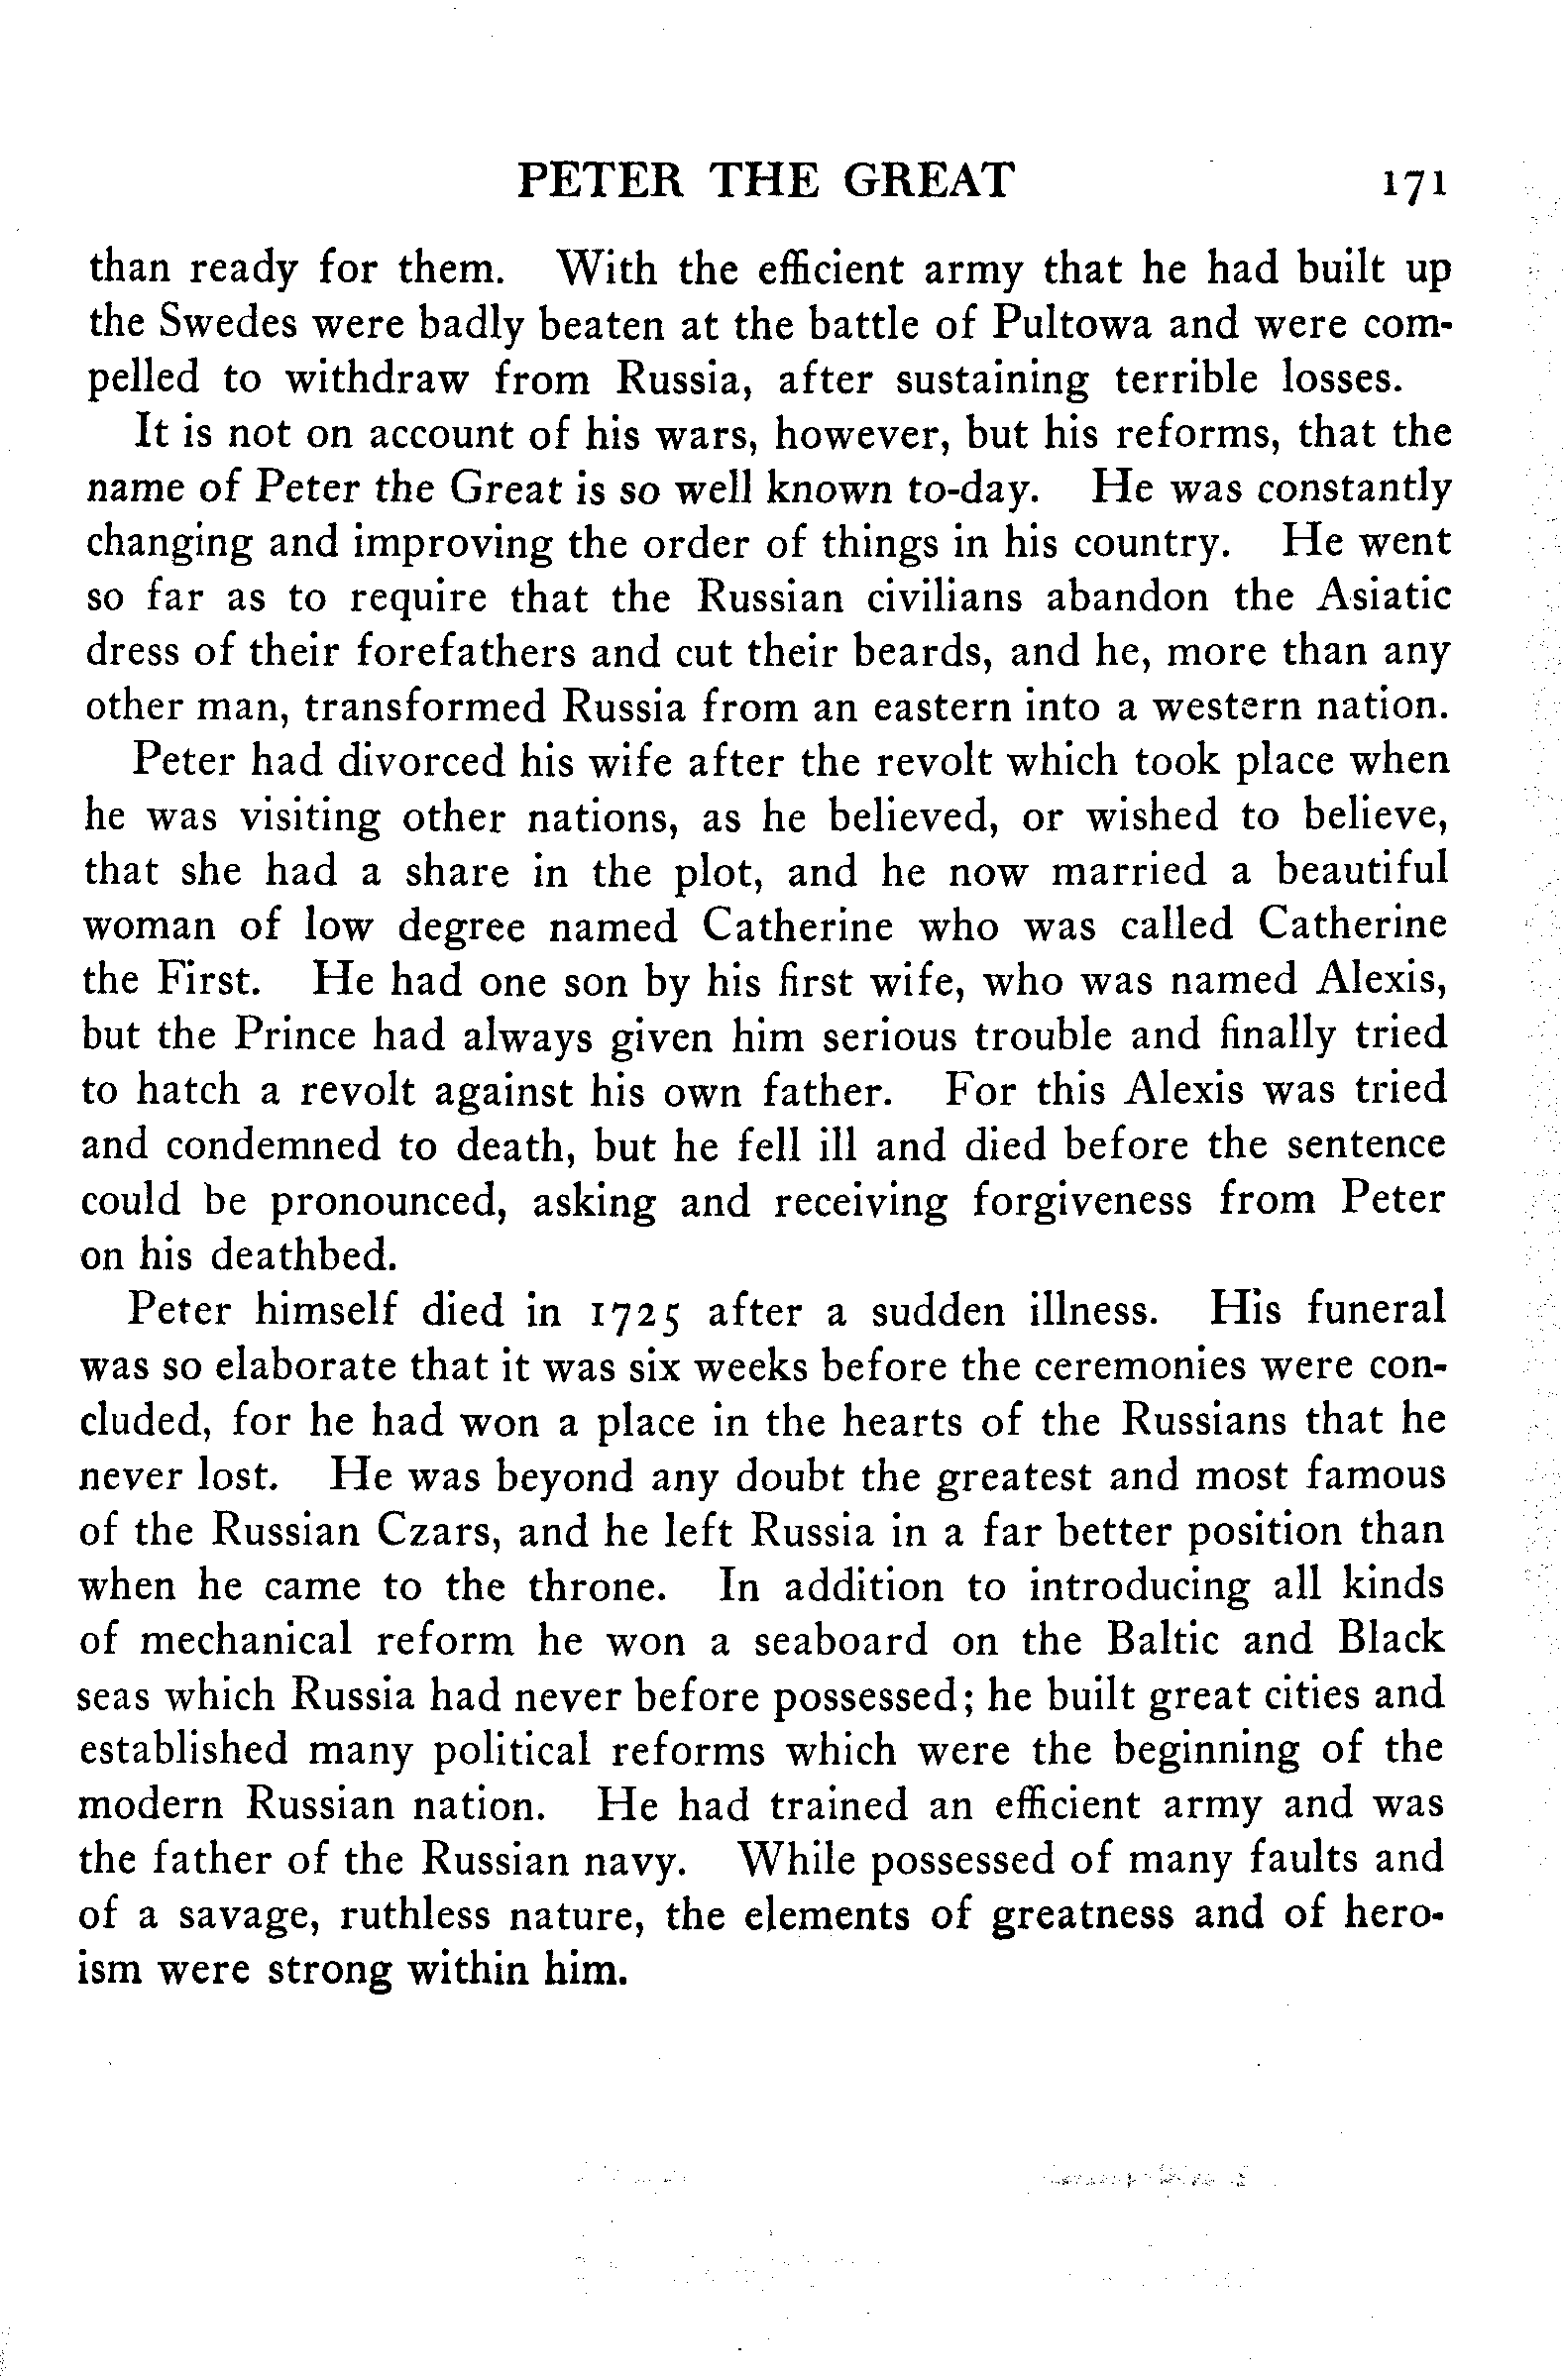 PETER THE GREAT 171
than ready for them. With the efficient army that he had built up
the Swedes were badly beaten at the battle of Pultowa and were com-
pelled to withdraw from Russia, after sustaining terrible losses.
It is not on account of his wars, however, but his reforms, that the
name of Peter the Great is so well known to-day. He was constantly
changing and improving the order of things in his country. He went
so far as to require that the Russian civilians abandon the Asiatic
dress of their forefathers and cut their beards, and he, more than any
other man, transformed Russia from an eastern into a western nation.
Peter had divorced his wife after the revolt which took place when
he was visiting other nations, as he believed, or wished to believe,
that she had a share in the plot, and he now married a beautiful
woman of low degree named Catherine who was called Catherine
the First. He had one son by his first wife, who was named Alexis,
but the Prince had always given him serious trouble and finally tried
to hatch a revolt against his own father. For this Alexis was tried
and condemned to death, but he fell ill and died before the sentence
could be pronounced, asking and receiving forgiveness from Peter
on his deathbed.
Peter himself died in 1725 after a sudden illness. His funeral
was so elaborate that it was six weeks before the ceremonies were con-
cluded, for he had won a place in the hearts of the Russians that he
never lost. He was beyond any doubt the greatest and most famous
of the Russian Czars, and he left Russia in a far better position than
when he came to the throne. In addition to introducing all kinds
of mechanical reform he won a seaboard on the Baltic and Black
seas which Russia had never before possessed; he built great cities and
established many political reforms which were the beginning of the
modern Russian nation. He had trained an efficient army and was
the father of the Russian navy. While possessed of many faults and
of a savage, ruthless nature, the elements of greatness and of hero-
ism were strong within him.